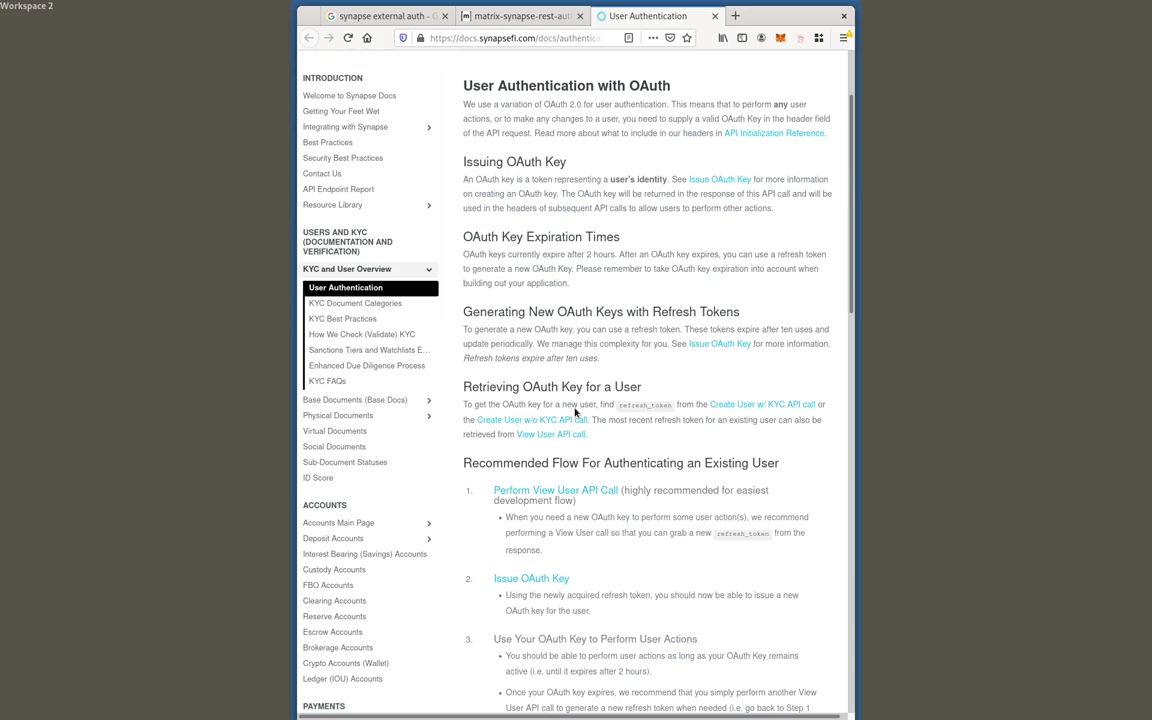 Workspace 2
synapse external auth - G
matrix-synapse-rest-auth
User Authentication
https://docs.synapsefi.com/docs/authentica
INTRODUCTION
Welcome to Synapse Docs
Getting Your Feet Wet
Integrating with Synapse
Best Practices
Security Best Practices
Contact Us
API Endpoint Report
Resource Library
USERS AND KYC
(DOCUMENTATION AND
VERIFICATION)
KYC and User Overview
User Authentication
KYC Document Categories
KYC Best Practices
How We Check (Validate) KYC
Sanctions Tiers and Watchlists E...
Enhanced Due Diligence Process
KYC FAQs
Base Documents (Base Docs)
Physical Documents
Virtual Documents
Social Documents
Sub-Document Statuses
ID Score
ACCOUNTS
Accounts Main Page
Deposit Accounts
Interest Bearing (Savings) Accounts
Custody Accounts
FBO Accounts
Clearing Accounts
Reserve Accounts
Escrow Accounts
Brokerage Accounts
Crypto Accounts (Wallet)
Ledger (IOU) Accounts
PAYMENTS
User Authentication with OAuth
We use a variation of OAuth 2.0 for user authentication. This means that to perform any user
actions, or to make any changes to a user, you need to supply a valid OAuth Key in the header field
of the API request. Read more about what to include in our headers in API Initialization Reference.
Issuing OAuth Key
An OAuth key is a token representing a user's identity. See Issue OAuth Key for more information
on creating an OAuth key. The OAuth key will be returned in the response of this API call and will be
used in the headers of subsequent API calls to allow users to perform other actions.
OAuth Key Expiration Times
OAuth keys currently expire after 2 hours. After an OAuth key expires, you can use a refresh token
to generate a new OAuth Key. Please remember to take OAuth key expiration into account when
building out your application.
Generating New OAuth Keys with Refresh Tokens
To generate a new OAuth key, you can use a refresh token. These tokens expire after ten uses and
update periodically. We manage this complexity for you. See Issue OAuth Key for more information.
Refresh tokens expire after ten uses.
Retrieving OAuth Key for a User
To get the OAuth key for a new user, find refresh_token from the Create User w/ KYC API call or
the Create User w/o KYC API call. The most recent refresh token for an existing user can also be
retrieved from View User API call.
Recommended Flow For Authenticating an Existing User
1. Perform View User API Call (highly recommended for easiest
development flow)
• When you need a new OAuth key to perform some user action(s), we recommend
performing a View User call so that you can grab a new refresh_token from the
response.
2. Issue OAuth Key
• Using the newly acquired refresh token, you should now be able to issue a new
OAuth key for the user.
3. Use Your OAuth Key to Perform User Actions
• You should be able to perform user actions as long as your OAuth Key remains
active (i.e. until it expires after 2 hours).
• Once your OAuth key expires, we recommend that you simply perform another View
User API call to generate a new refresh token when needed (i.e. go back to Step 1